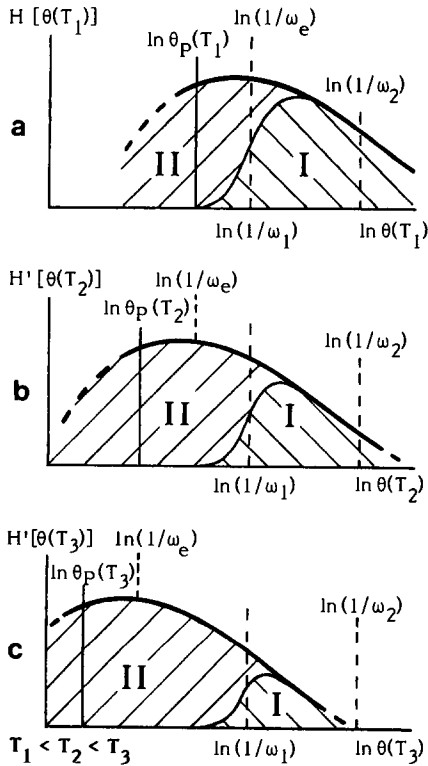 H [θ(T₁)]
ln θₚ(T₁)
ln(1/ωₑ)
ln(1/ω₂)
a
II
I
ln(1/ω₁)
ln θ(T₁)
H'[θ(T₂)]
ln θₚ(T₂)
ln(1/ωₑ)
ln(1/ω₂)
b
II
I
ln(1/ω₁)
ln θ(T₂)
H'[θ(T₃)]
ln θₚ(T₃)
ln(1/ωₑ)
ln(1/ω₂)
c
II
I
T₁ < T₂ < T₃
ln(1/ω₁)
ln θ(T₃)